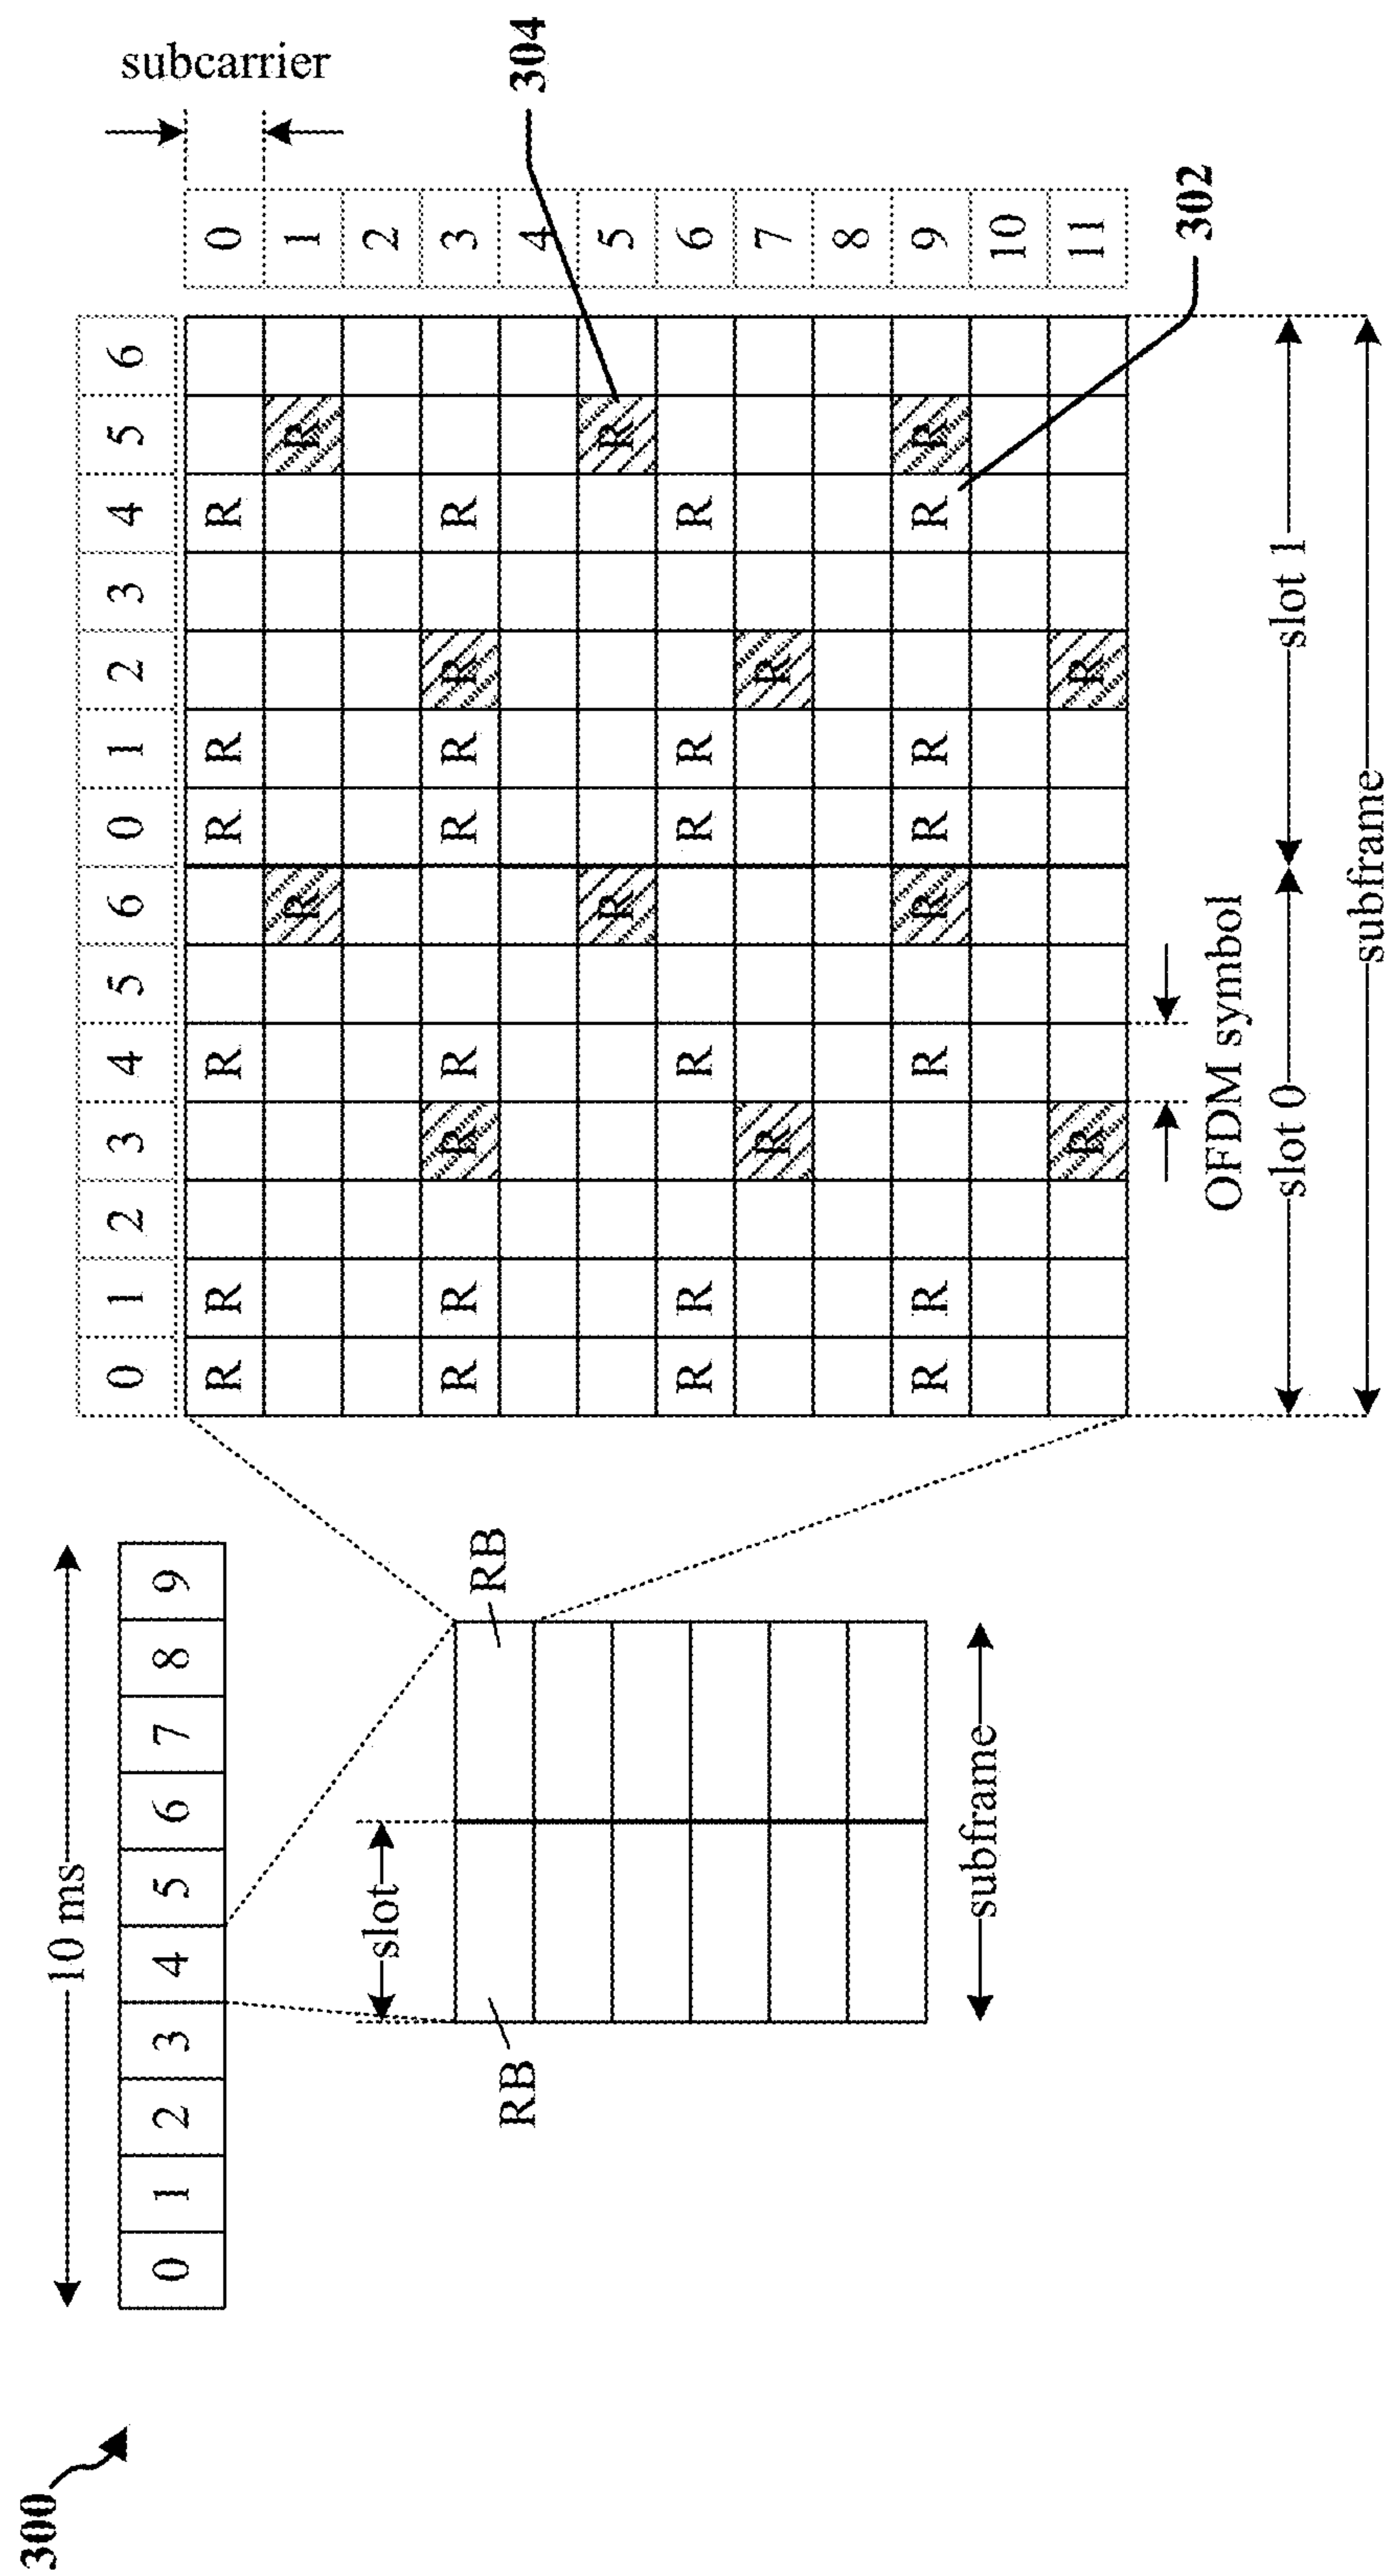 300
10 ms
0 1 2 3 4 5 6 7 8 9
slot
RB RB
subframe
0 1 2 3 4 5 6 0 1 2 3 4 5 6
subcarrier
R R R R R R 0
R R 1
2
R R R R R R R R 3
4
304
R R 5
R R R R R R 6
R R 7
8
R R R R R R R R 9
10
R R 11
302
OFDM symbol
slot 0 slot 1
subframe